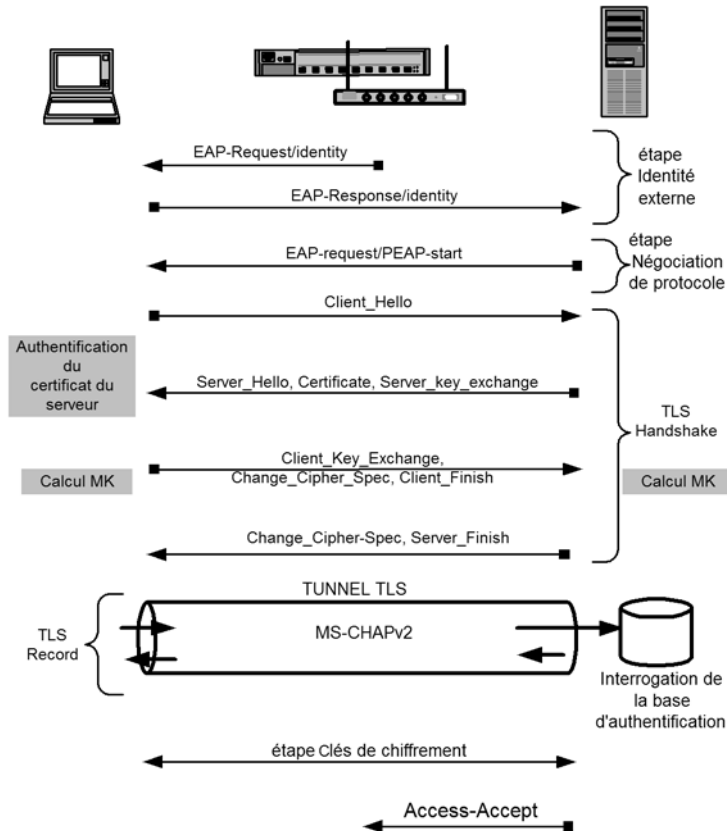 EAP-Request/identity
étape
Identité
externe
EAP-Response/identity
étape
Négociation
de protocole
EAP-request/PEAP-start
Client_Hello
Authentification
du
certificat du
serveur
Server_Hello, Certificate, Server_key_exchange
TLS
Handshake
Client_Key_Exchange,
Change_Cipher_Spec, Client_Finish
Calcul MK
Calcul MK
Change_Cipher-Spec, Server_Finish
TUNNEL TLS
TLS
Record
MS-CHAPv2
Interrogation de
la base
d'authentification
étape Clés de chiffrement
Access-Accept